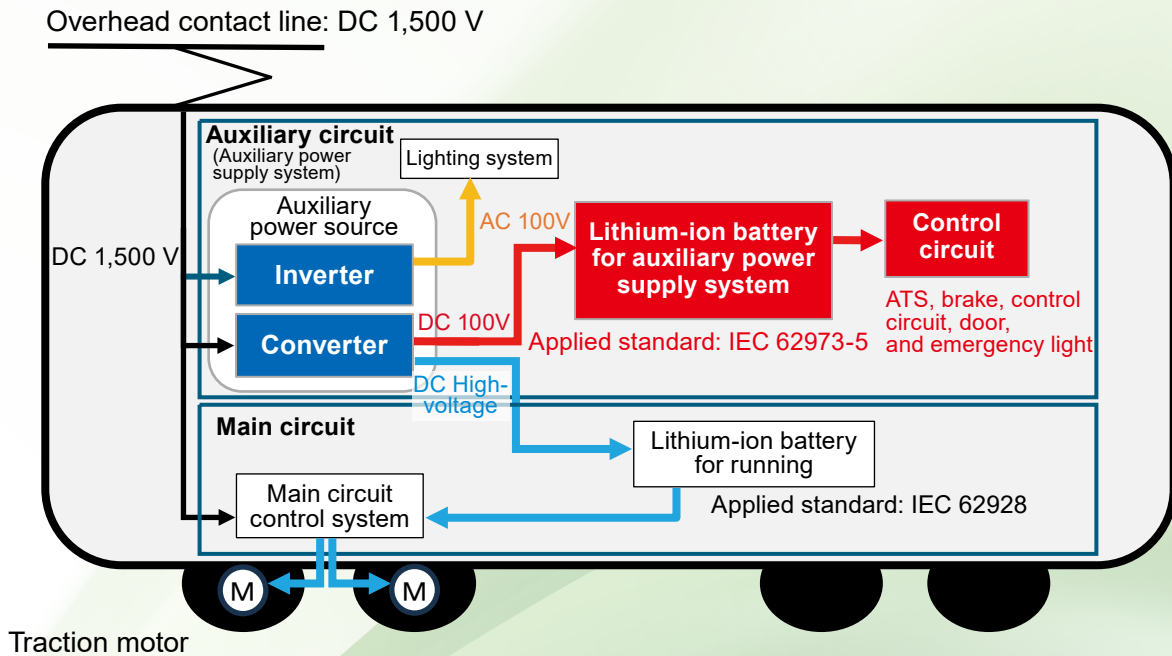 Overhead contact line: DC 1,500 V
Auxiliary circuit
(Auxiliary power
supply system)
Lighting system
Auxiliary
power source
AC 100V
Lithium-ion battery
for auxiliary power
supply system
Control
circuit
DC 1,500 V
Inverter
ATS, brake, control
circuit, door,
and emergency light
DC 100V
Converter
Applied standard: IEC 62973-5
DC High-
voltage
Main circuit
Lithium-ion battery
for running
Main circuit
control system
Applied standard: IEC 62928
M
M
Traction motor